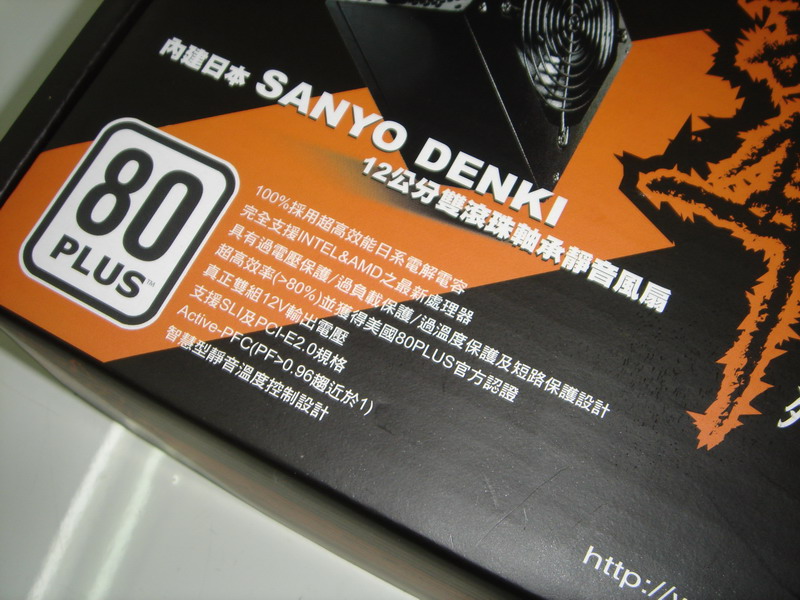 內建日本 SANYO DENKI
12公分雙滾珠軸承靜音風扇
80
PLUS™
100%採用超高效能日系電解電容
完全支援INTEL&AMD之最新處理器
具有過電壓保護/過負載保護/過溫度保護及短路保護設計
超高效率(>80%)並獲得美國80PLUS官方認證
真正雙組12V輸出電壓
支援SLI及PCI-E2.0規格
Active-PFC(PF>0.96趨近於1)
智慧型靜音溫度控制設計
http://